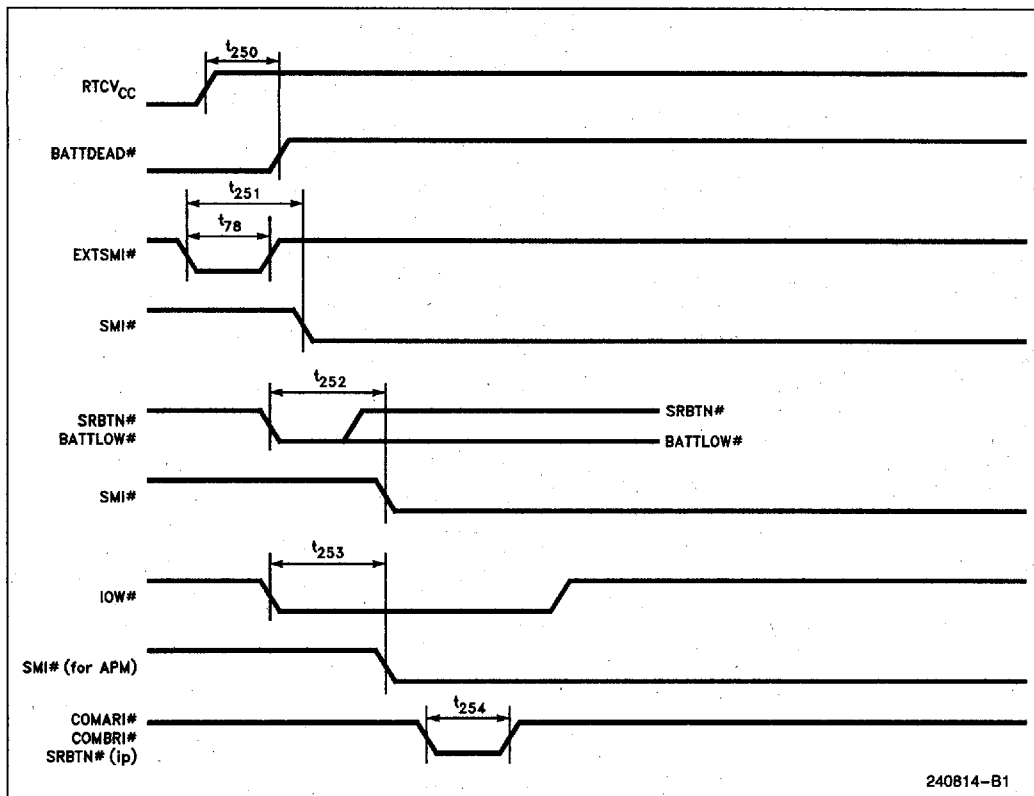 t250
RTCVCC
BATTDEAD#
t251
t78
EXTSMI#
SMI#
t252
SRBTN#
BATTLOW#
SRBTN#
BATTLOW#
SMI#
t253
IOW#
SMI# (for APM)
t254
COMARI#
COMBRI#
SRBTN# (ip)
240814-B1